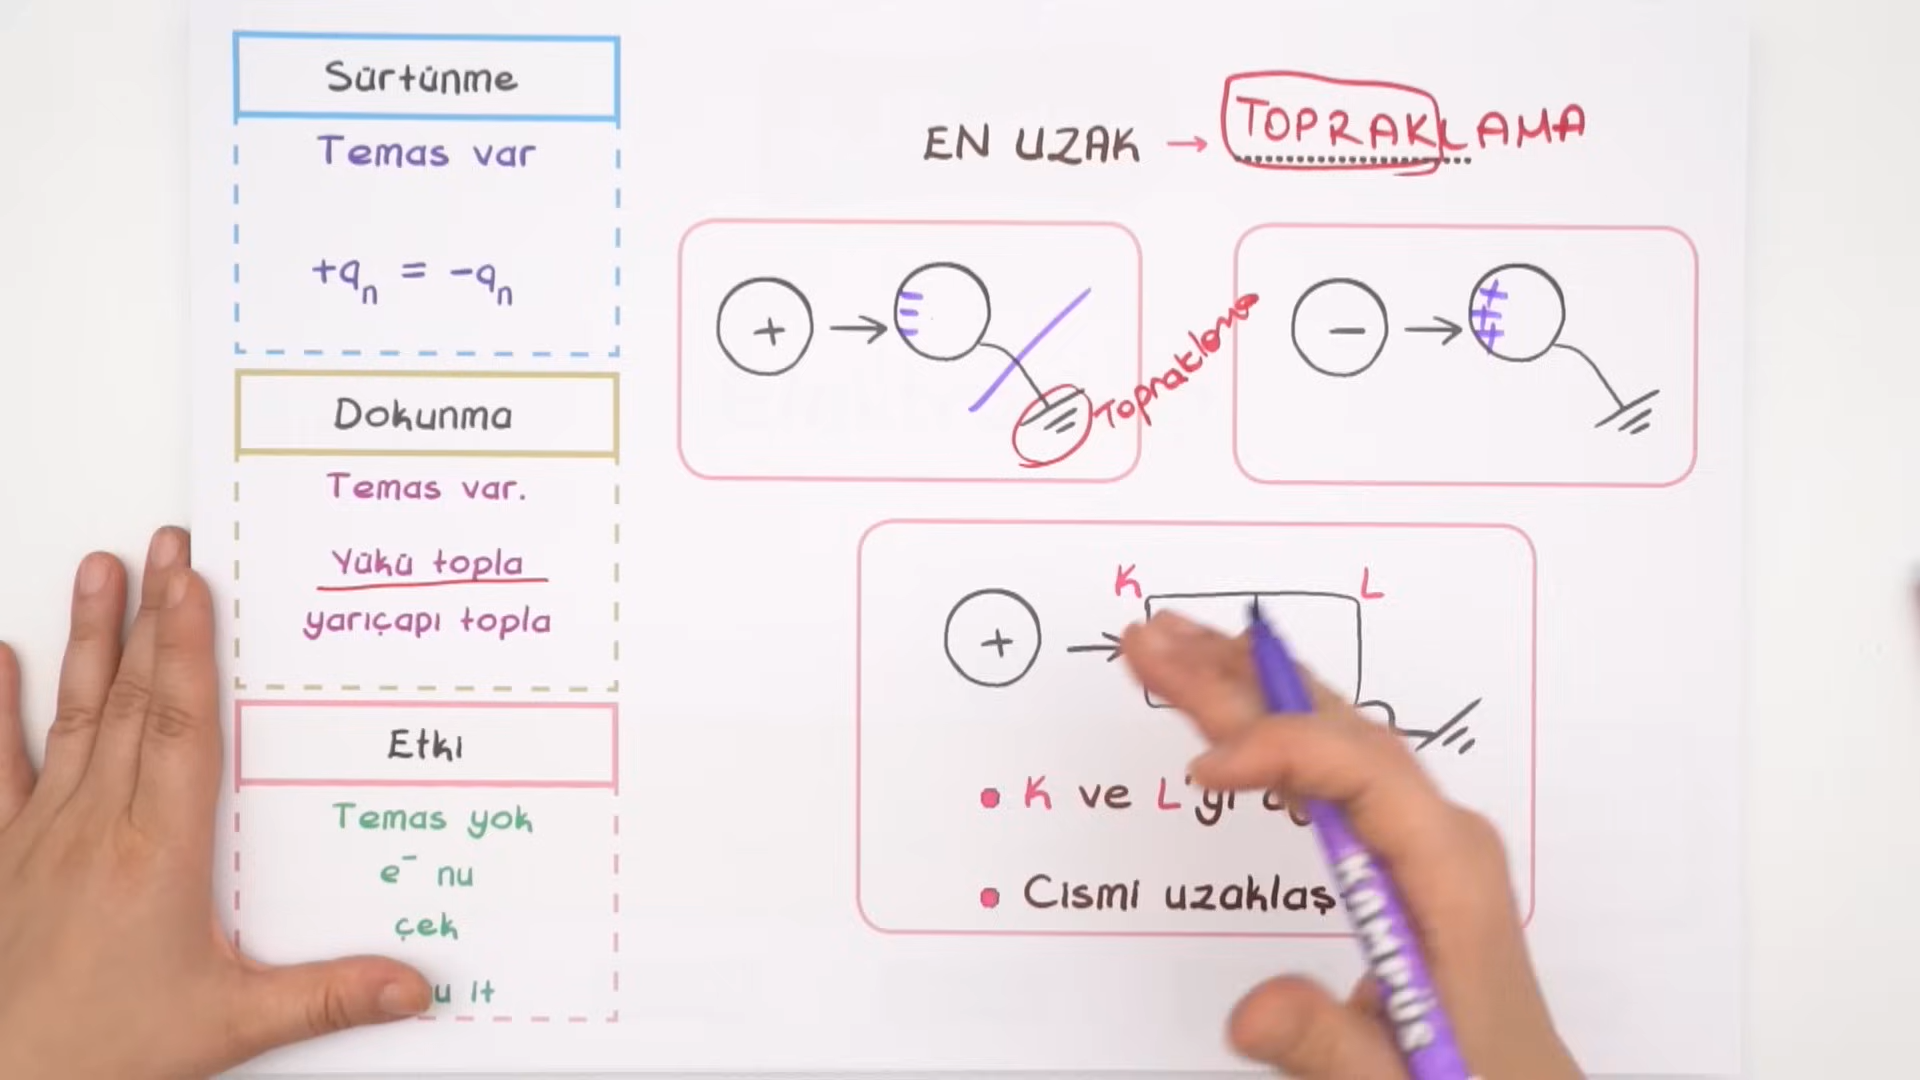 Sürtünme
Temas var
+qn = -qn
Dokunma
Temas var.
Yükü topla
yarıçapı topla
Etki
Temas yok
e⁻ nu
çek
it
EN UZAK → TOPRAKLAMA
+
Topraklama
−
K L
+
• K ve L'yi
• Cismi uzaklaş
KAMPÜS